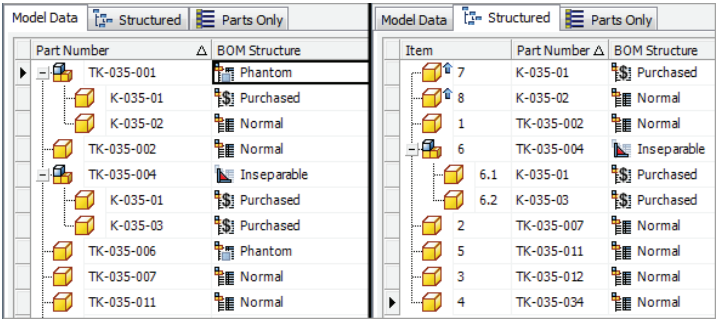 Model Data Structured Parts Only
Part Number BOM Structure
TK-035-001 Phantom
K-035-01 Purchased
K-035-02 Normal
TK-035-002 Normal
TK-035-004 Inseparable
K-035-01 Purchased
K-035-03 Purchased
TK-035-006 Phantom
TK-035-007 Normal
TK-035-011 Normal
Model Data Structured Parts Only
Item Part Number BOM Structure
7 K-035-01 Purchased
8 K-035-02 Normal
1 TK-035-002 Normal
6 TK-035-004 Inseparable
6.1 K-035-01 Purchased
6.2 K-035-03 Purchased
2 TK-035-007 Normal
5 TK-035-011 Normal
3 TK-035-012 Normal
4 TK-035-034 Normal